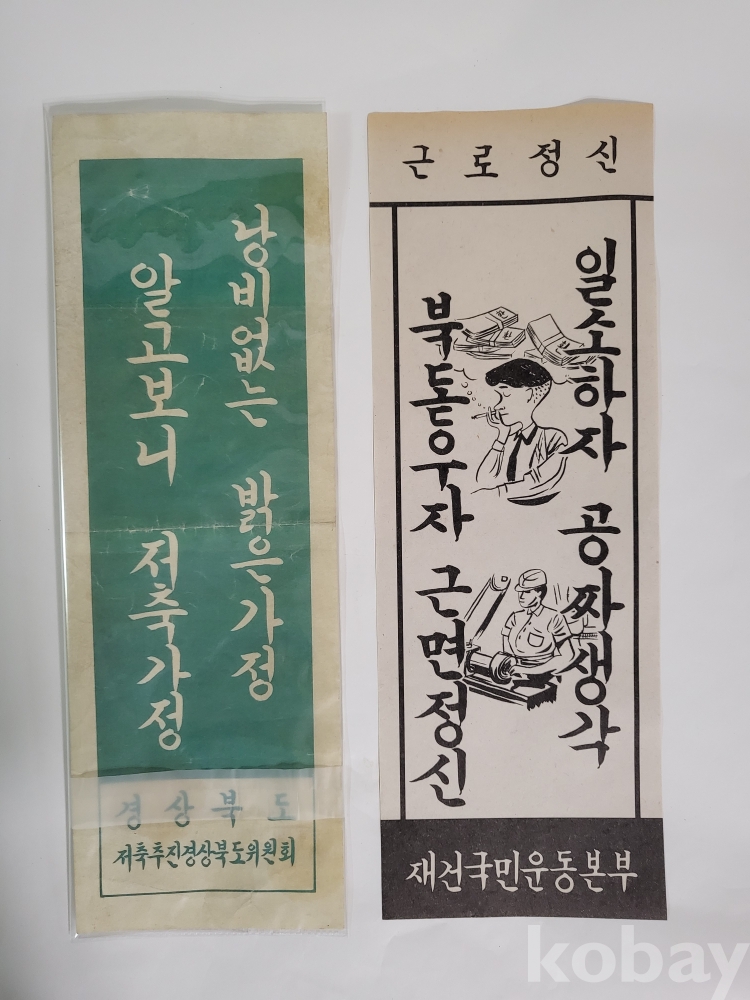 낭비없는 밝은가정
알고보니 저축가정
경상북도
저축추진경상북도위원회
근로정신
일소하자 공짜생각
북돋우자 근면정신
재건국민운동본부
kobay